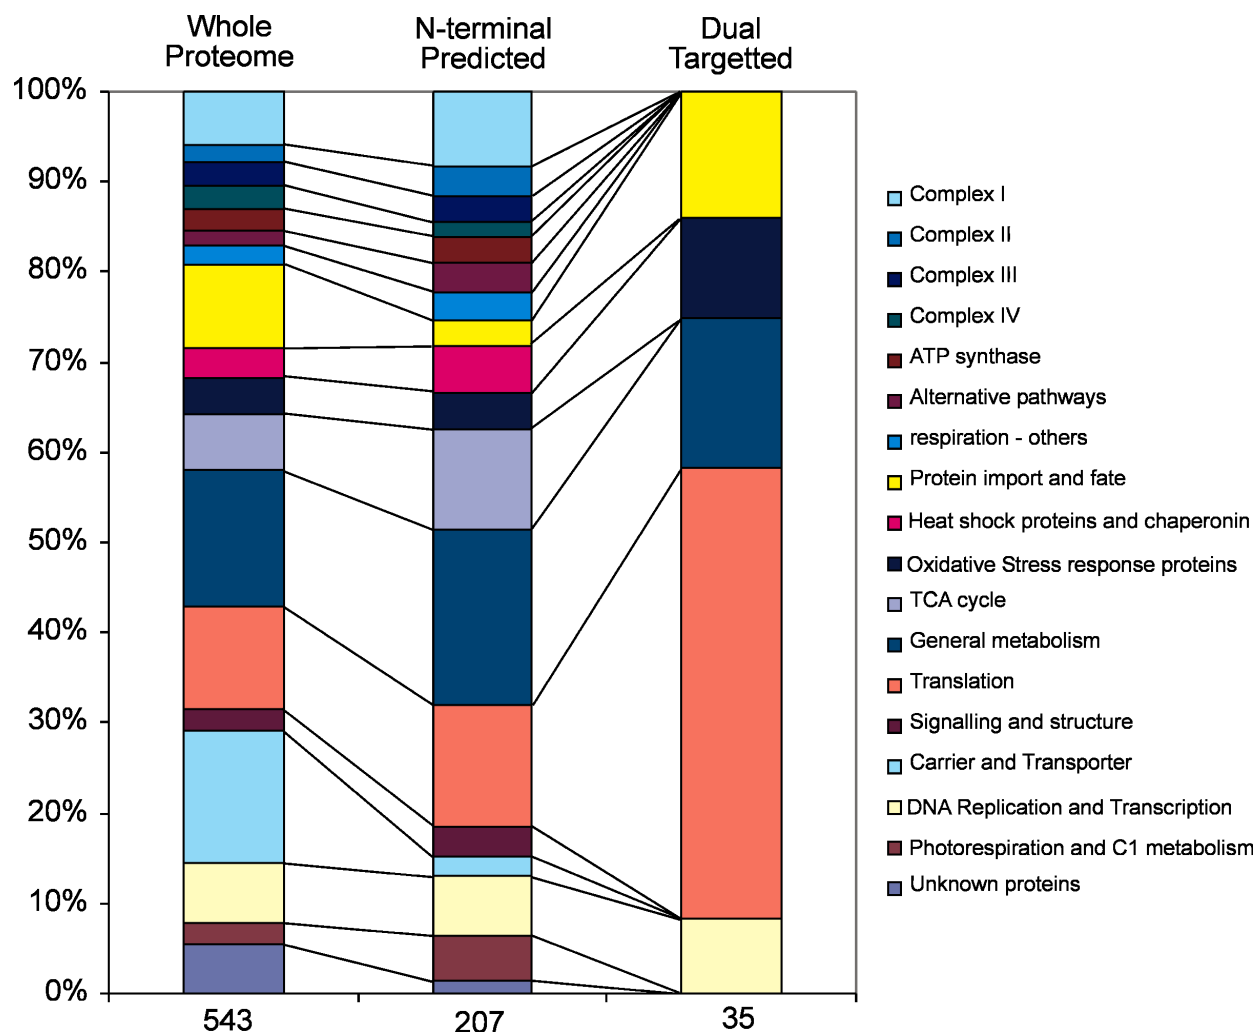 Whole
Proteome
N-terminal
Predicted
Dual
Targetted
100%
90%
80%
70%
60%
50%
40%
30%
20%
10%
0%
543
207
35
Complex I
Complex II
Complex III
Complex IV
ATP synthase
Alternative pathways
respiration - others
Protein import and fate
Heat shock proteins and chaperonin
Oxidative Stress response proteins
TCA cycle
General metabolism
Translation
Signalling and structure
Carrier and Transporter
DNA Replication and Transcription
Photorespiration and C1 metabolism
Unknown proteins